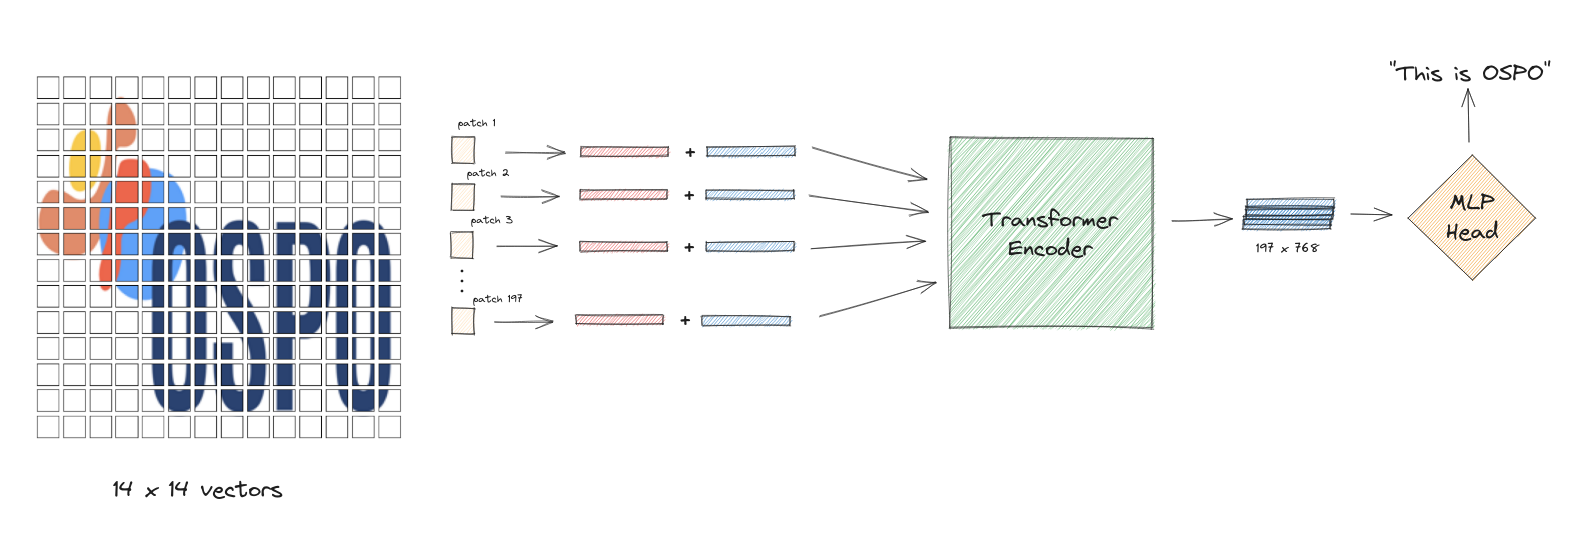 OSPO
14 x 14 vectors
patch 1
patch 2
patch 3
patch 197
+
+
+
+
Transformer
Encoder
197 x 768
MLP
Head
"This is OSPO"